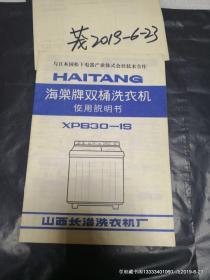 茂2019-6-23
与日本国松下电器产业株式会社技术合作
HAITANG
海棠牌双桶洗衣机
使用説明书
XPB30-1S
山西长治洗衣机厂